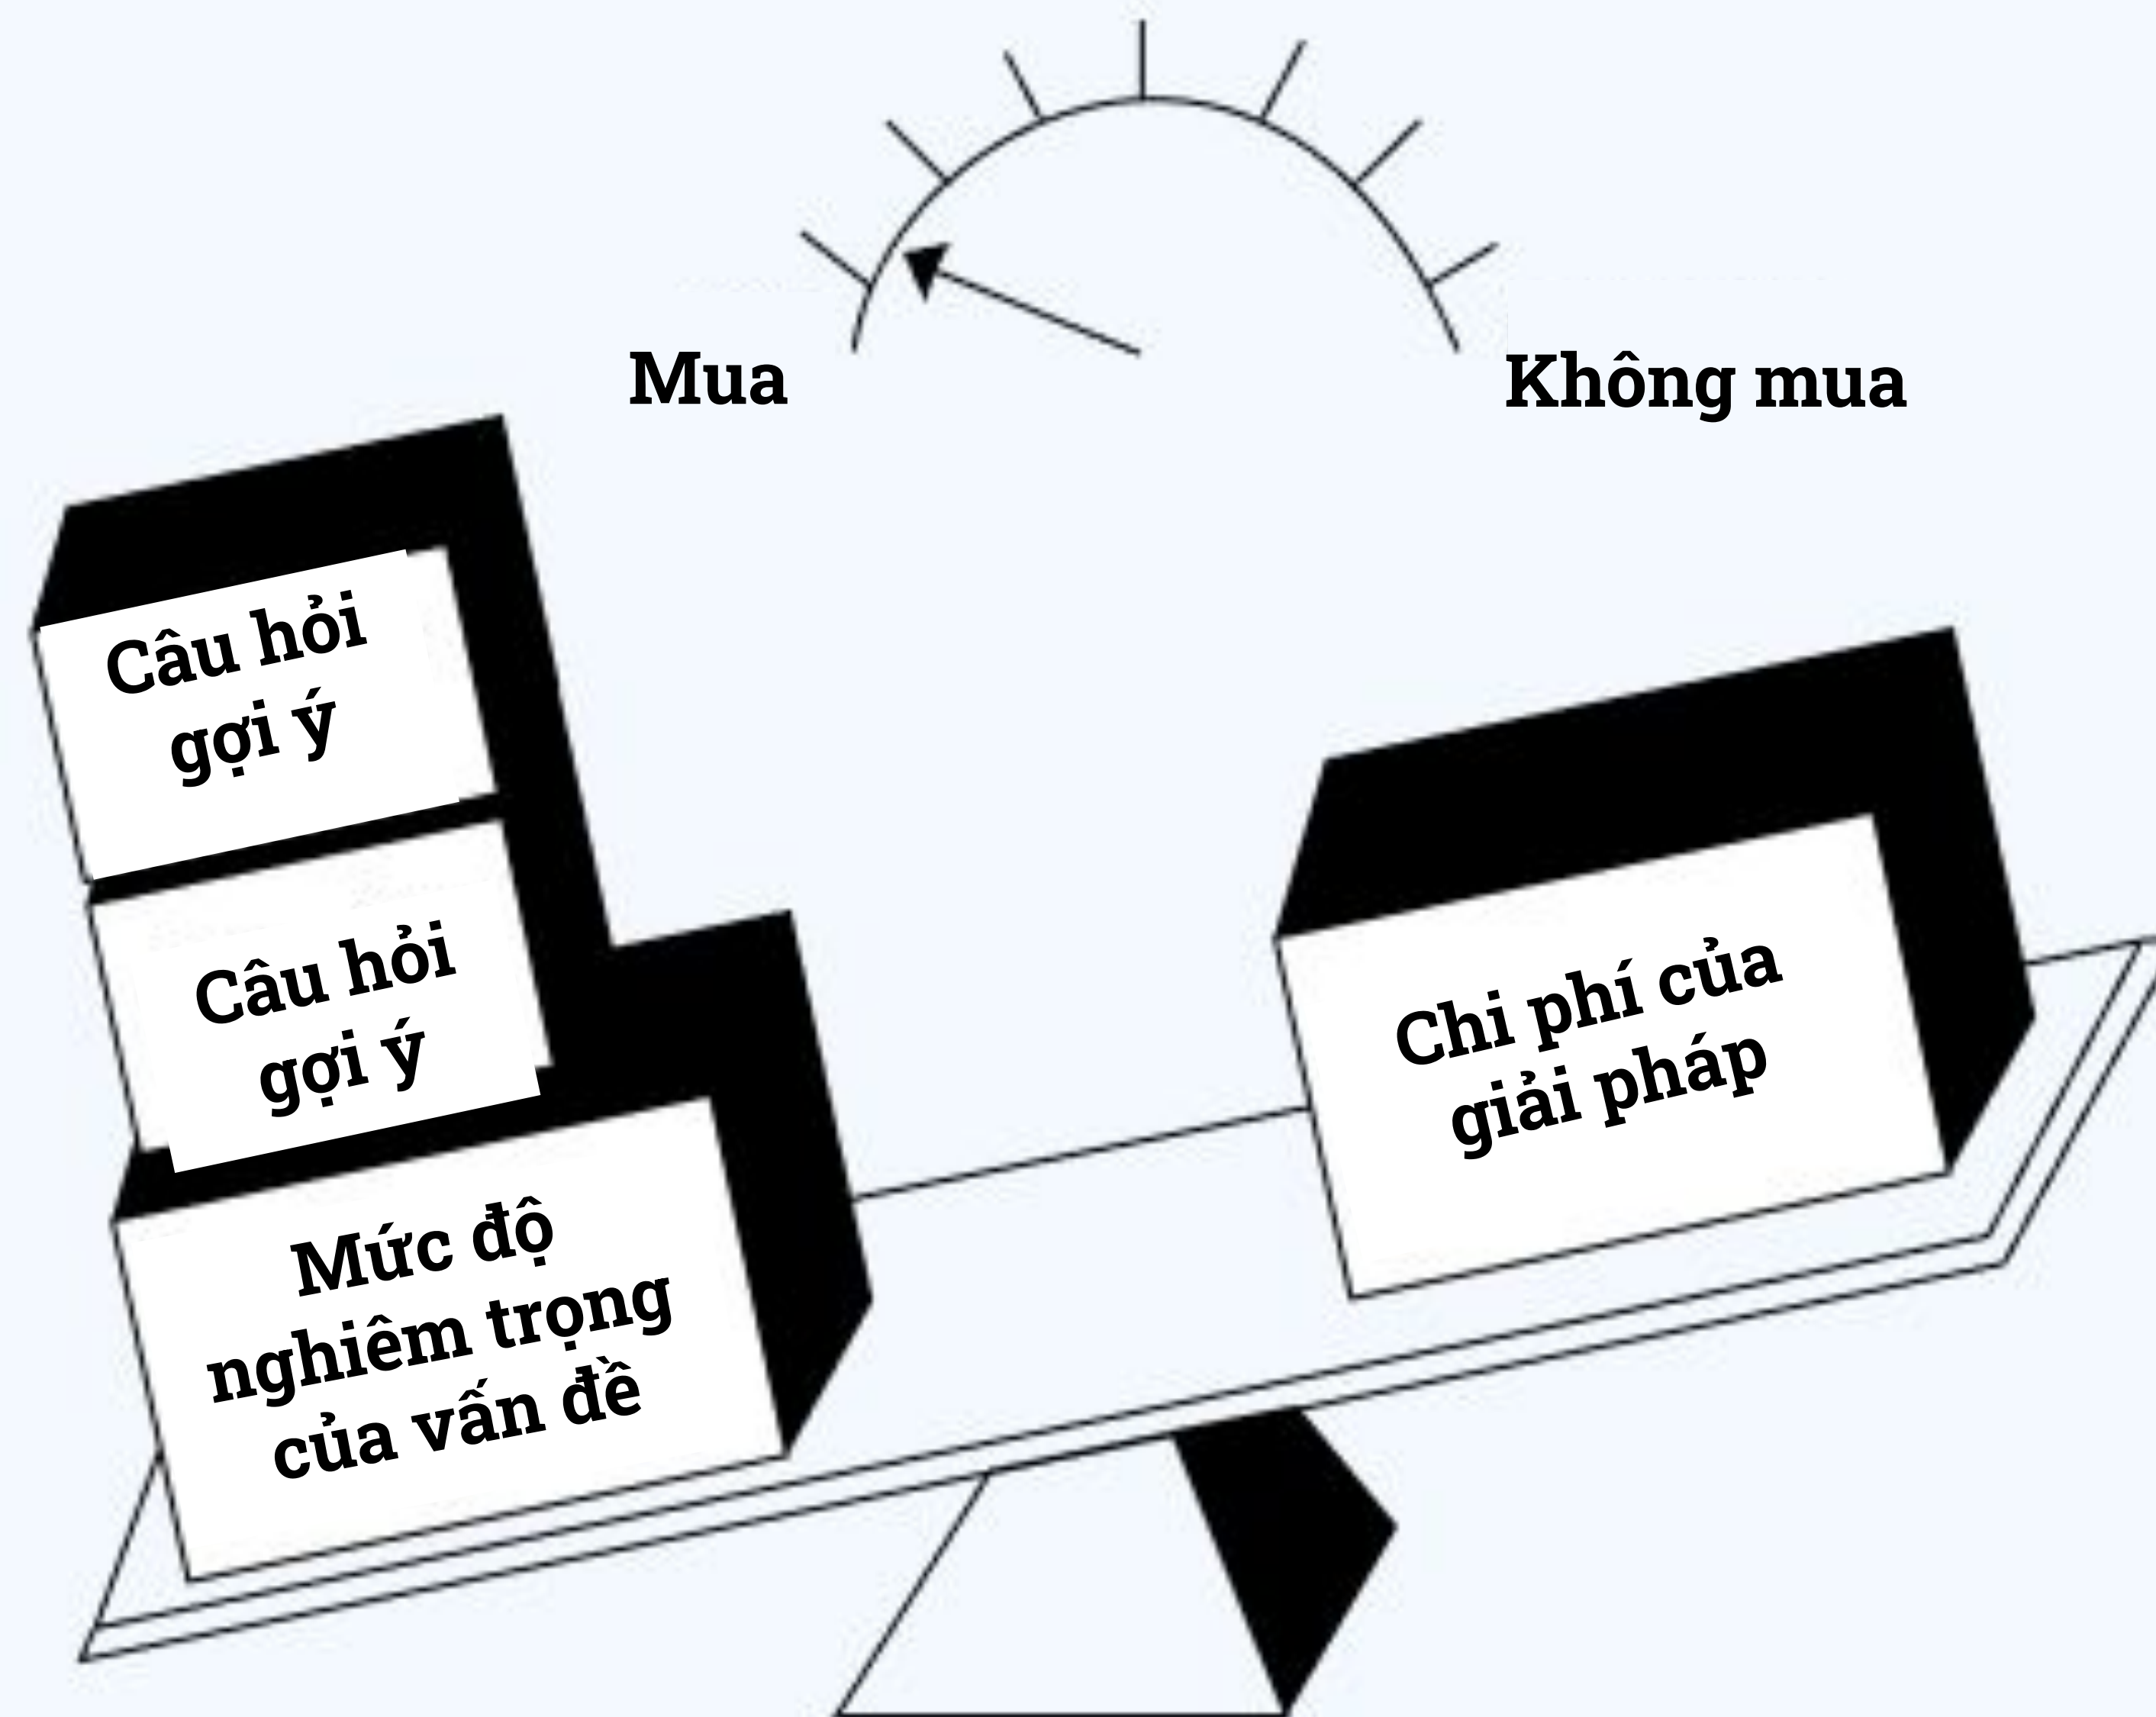 Mua
Không mua
Câu hỏi
gợi ý
Câu hỏi
gợi ý
Mức độ
nghiêm trọng
của vấn đề
Chi phí của
giải pháp